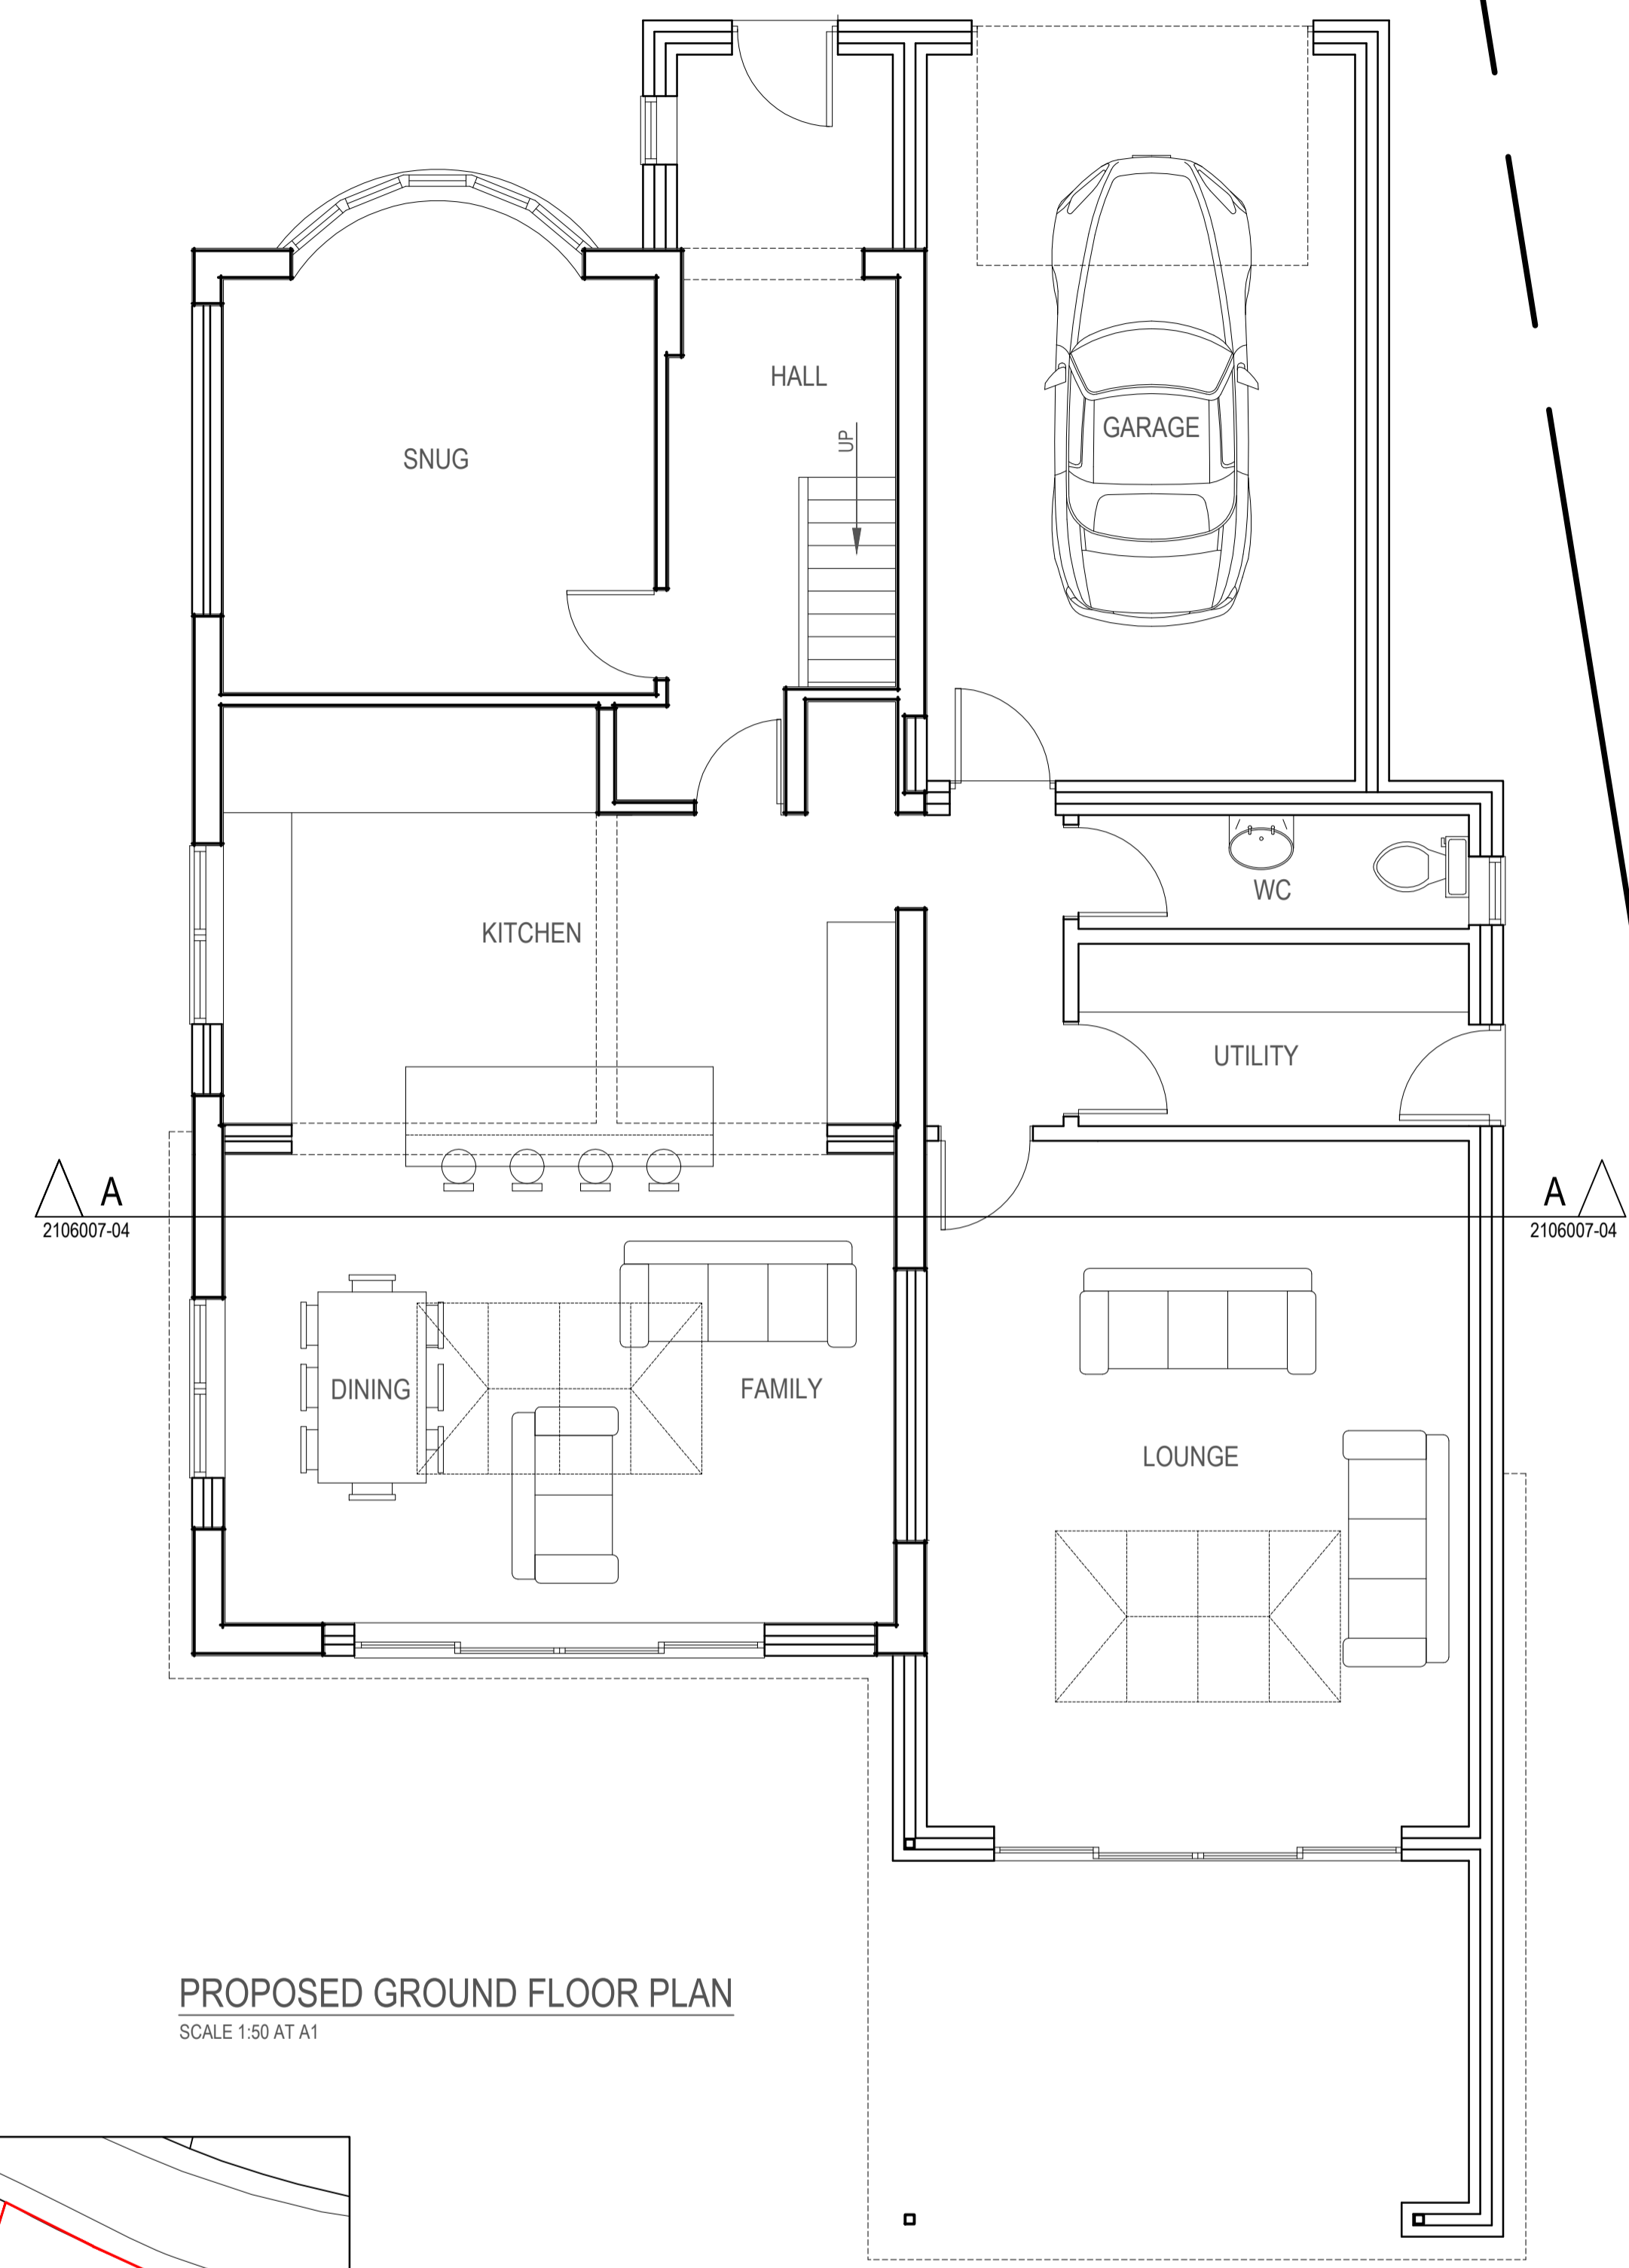 HALL
UP
GARAGE
SNUG
WC
KITCHEN
UTILITY
A
2106007-04
A
2106007-04
DINING
FAMILY
LOUNGE
PROPOSED GROUND FLOOR PLAN
SCALE 1:50 AT A1